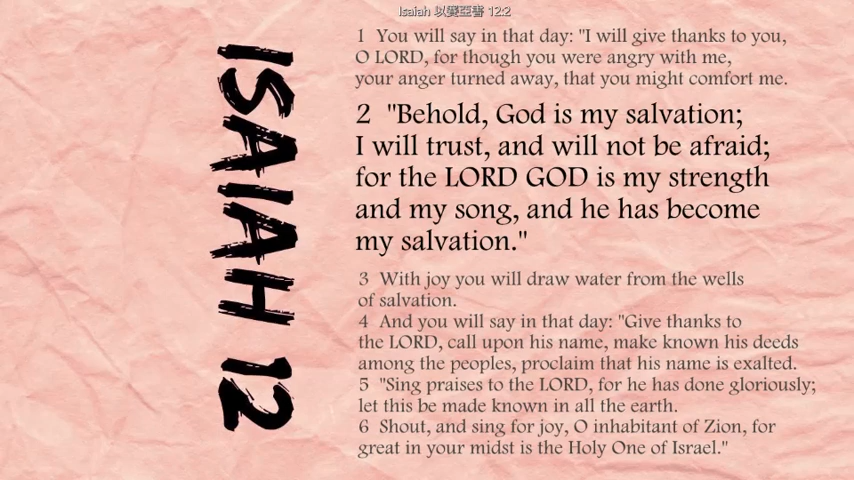 Isaiah 以賽亞書 12:2
ISAIAH 12
1 You will say in that day: "I will give thanks to you,
O LORD, for though you were angry with me,
your anger turned away, that you might comfort me.
2 "Behold, God is my salvation;
I will trust, and will not be afraid;
for the LORD GOD is my strength
and my song, and he has become
my salvation."
3 With joy you will draw water from the wells
of salvation.
4 And you will say in that day: "Give thanks to
the LORD, call upon his name, make known his deeds
among the peoples, proclaim that his name is exalted.
5 "Sing praises to the LORD, for he has done gloriously;
let this be made known in all the earth.
6 Shout, and sing for joy, O inhabitant of Zion, for
great in your midst is the Holy One of Israel."